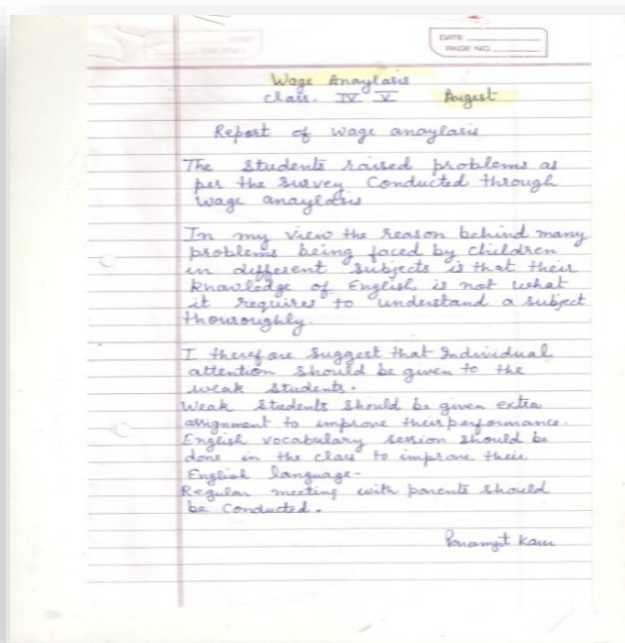 DATE
PAGE NO.
Wage Anaylasis
Class. IV V Augest
Report of wage anaylasis
The Students raised problems as
per the survey Conducted through
wage anaylasis
In my view the reason behind many
problems being faced by children
in different subjects is that their
knowledge of English is not what
it requires to understand a subject
thouroughly.
I therefore suggest that Individual
attention should be given to the
weak students.
Weak Students should be given extra
assignment to improve their performance.
English vocabulary session should be
done in the class to improve their
English language-
Regular meeting with parents should
be Conducted.
Kaur